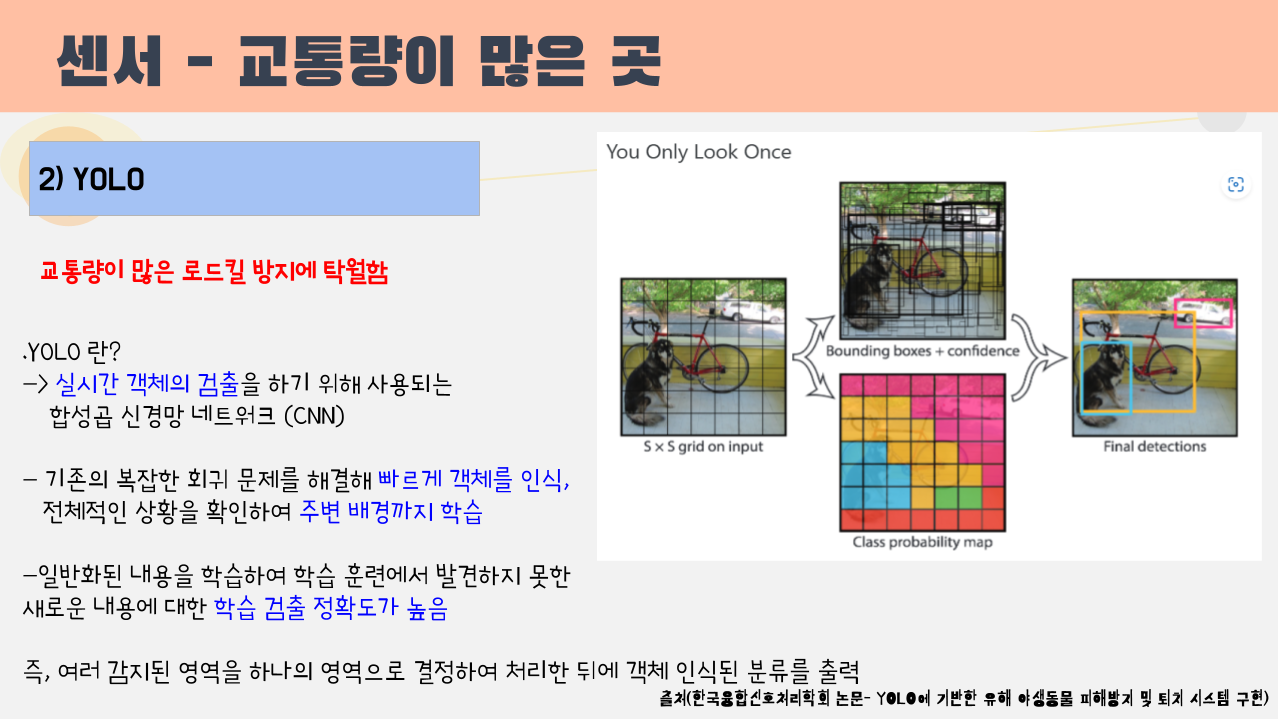 센서 - 교통량이 많은 곳
2) YOLO
교통량이 많은 로드킬 방지에 탁월함
.YOLO 란?
-> 실시간 객체의 검출을 하기 위해 사용되는
합성곱 신경망 네트워크 (CNN)
- 기존의 복잡한 회귀 문제를 해결해 빠르게 객체를 인식,
전체적인 상황을 확인하여 주변 배경까지 학습
-일반화된 내용을 학습하여 학습 훈련에서 발견하지 못한
새로운 내용에 대한 학습 검출 정확도가 높음
즉, 여러 감지된 영역을 하나의 영역으로 결정하여 처리한 뒤에 객체 인식된 분류를 출력
You Only Look Once
S × S grid on input
Bounding boxes + confidence
Class probability map
Final detections
출처(한국융합신호처리학회 논문- YOLO에 기반한 유해 야생동물 피해방지 및 퇴치 시스템 구현)